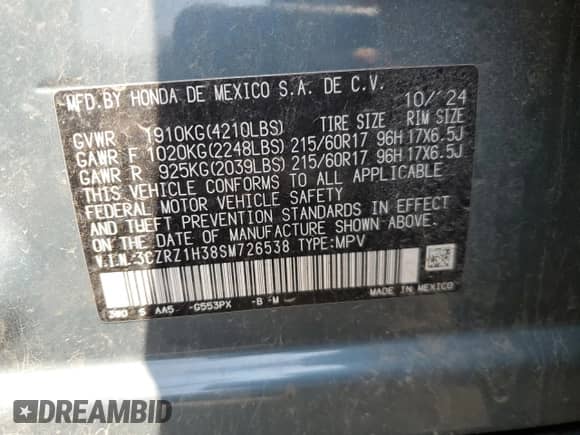 MFD.BY HONDA DE MEXICO S.A. DE C.V. 10/'24
GVWR 1910KG(4210LBS) TIRE SIZE RIM SIZE
GAWR F 1020KG(2248LBS) 215/60R17 96H 17X6.5J
GAWR R 925KG(2039LBS) 215/60R17 96H 17X6.5J
THIS VEHICLE CONFORMS TO ALL APPLICABLE
FEDERAL MOTOR VEHICLE SAFETY
AND THEFT PREVENTION STANDARDS IN EFFECT
ON THE DATE OF MANUFACTURE SHOWN ABOVE.
V.I.N.3CZRZ1H38SM726538 TYPE:MPV
3W0 S AA5 -G553PX -B-M
MADE IN MEXICO
DREAMBID